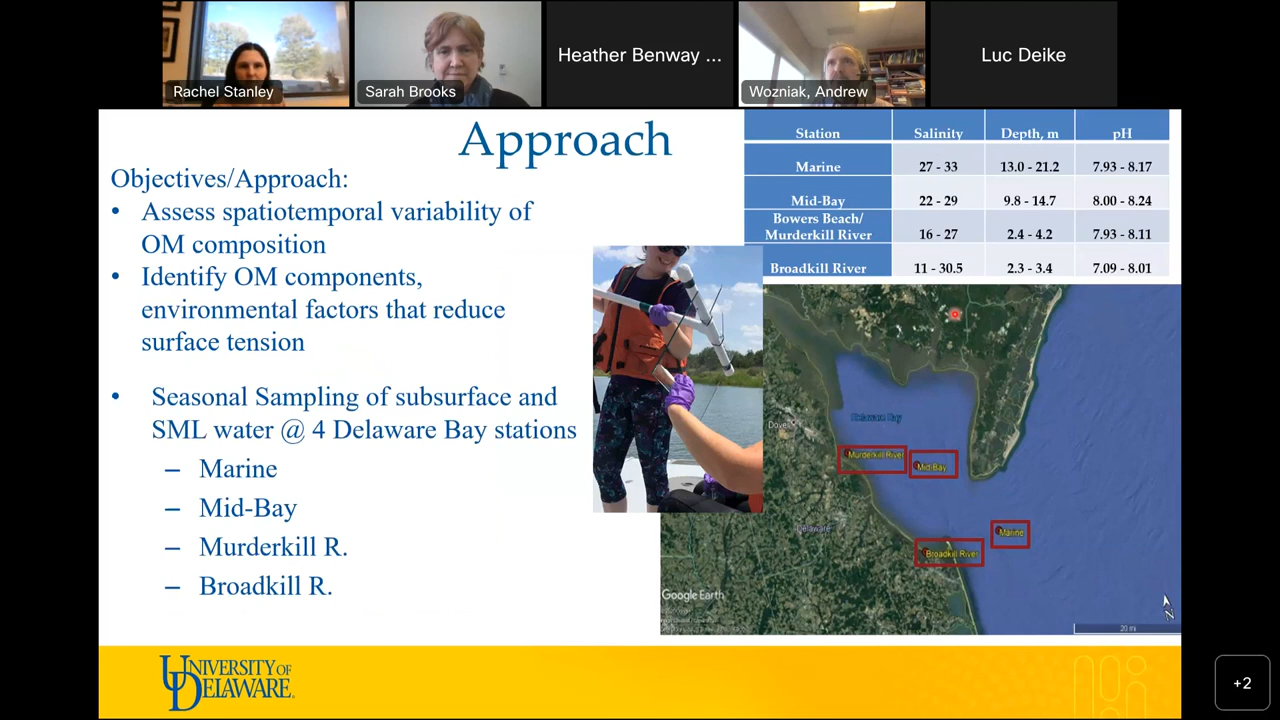 Rachel Stanley
Sarah Brooks
Heather Benway ...
Wozniak, Andrew
Luc Deike
Approach
Objectives/Approach:
• Assess spatiotemporal variability of
OM composition
• Identify OM components,
environmental factors that reduce
surface tension
• Seasonal Sampling of subsurface and
SML water @ 4 Delaware Bay stations
– Marine
– Mid-Bay
– Murderkill R.
– Broadkill R.
Station Salinity Depth, m pH
Marine 27 - 33 13.0 - 21.2 7.93 - 8.17
Mid-Bay 22 - 29 9.8 - 14.7 8.00 - 8.24
Bowers Beach/
Murderkill River 16 - 27 2.4 - 4.2 7.93 - 8.11
Broadkill River 11 - 30.5 2.3 - 3.4 7.09 - 8.01
Delaware Bay
Dover
Murderkill River
Mid-Bay
Delaware
Marine
Broadkill River
Google Earth
N
20 mi
UNIVERSITY OF
DELAWARE
+2